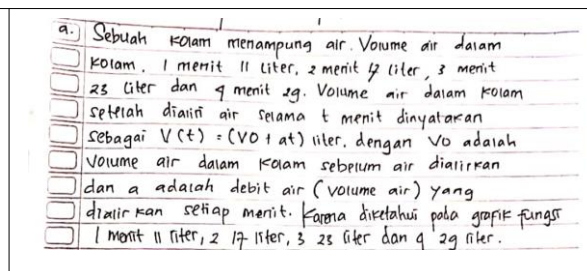 a. Sebuah kolam menampung air. Volume air dalam
kolam. 1 menit 11 liter, 2 menit 17 liter, 3 menit
23 liter dan 4 menit 29. Volume air dalam kolam
setelah dialiri air selama t menit dinyatakan
sebagai V(t) = (V0 + at) liter, dengan V0 adalah
volume air dalam kolam sebelum air dialirkan
dan a adalah debit air (volume air) yang
dialirkan setiap menit. Karena diketahui pada grafik fungsi
1 menit 11 liter, 2 17 liter, 3 23 liter dan 4 29 liter.